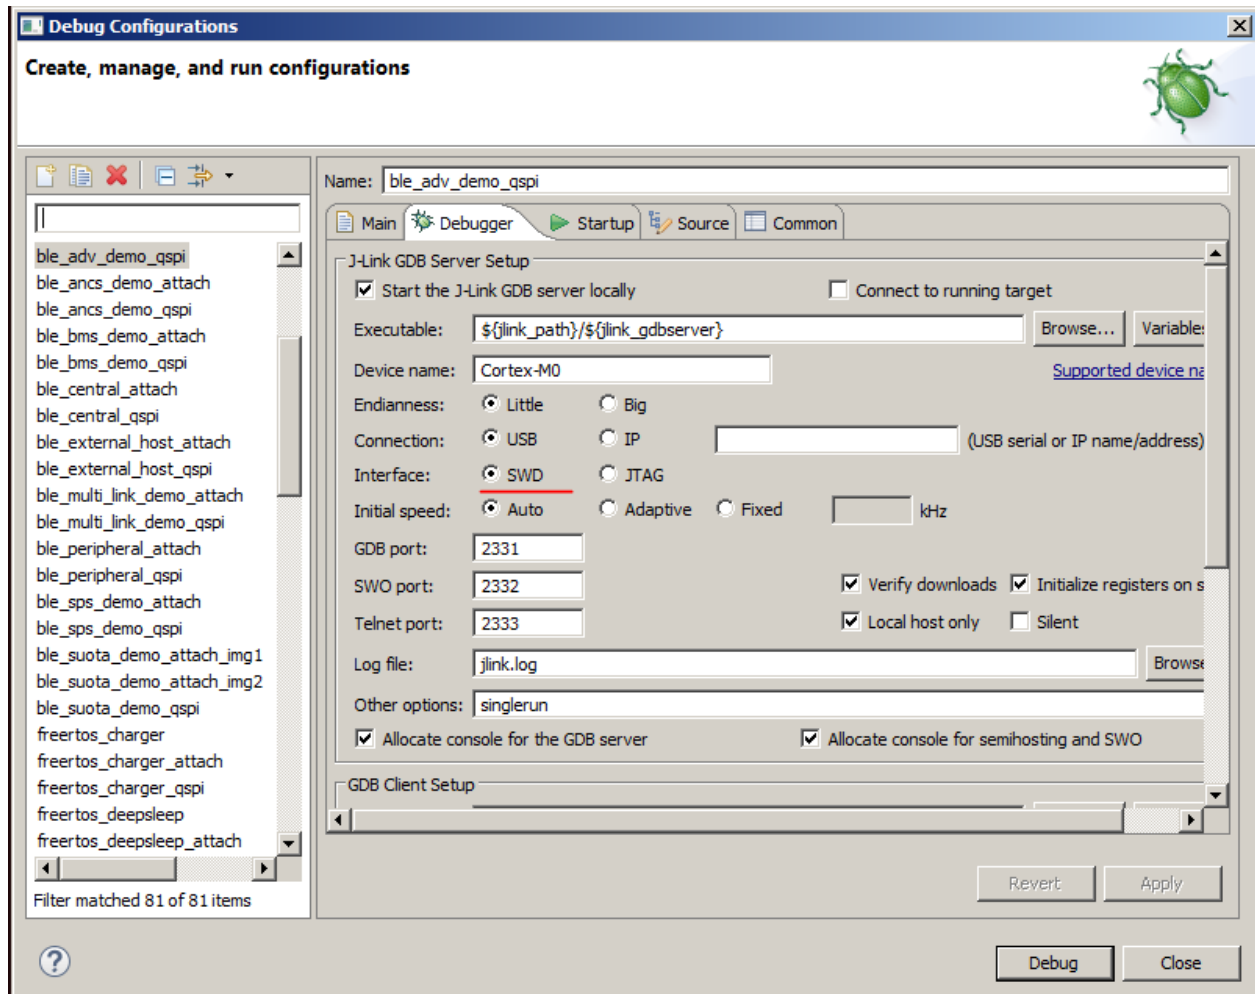 Debug Configurations
Create, manage, and run configurations
Name: ble_adv_demo_qspi
Main Debugger Startup Source Common
ble_adv_demo_qspi
ble_ancs_demo_attach
ble_ancs_demo_qspi
ble_bms_demo_attach
ble_bms_demo_qspi
ble_central_attach
ble_central_qspi
ble_external_host_attach
ble_external_host_qspi
ble_multi_link_demo_attach
ble_multi_link_demo_qspi
ble_peripheral_attach
ble_peripheral_qspi
ble_sps_demo_attach
ble_sps_demo_qspi
ble_suota_demo_attach_img1
ble_suota_demo_attach_img2
ble_suota_demo_qspi
freertos_charger
freertos_charger_attach
freertos_charger_qspi
freertos_deepsleep
freertos_deepsleep_attach
Filter matched 81 of 81 items
J-Link GDB Server Setup
Start the J-Link GDB server locally Connect to running target
Executable: ${jlink_path}/${jlink_gdbserver} Browse... Variable
Device name: Cortex-M0 Supported device na
Endianness: Little Big
Connection: USB IP (USB serial or IP name/address)
Interface: SWD JTAG
Initial speed: Auto Adaptive Fixed kHz
GDB port: 2331
SWO port: 2332 Verify downloads Initialize registers on s
Telnet port: 2333 Local host only Silent
Log file: jlink.log Browse
Other options: singlerun
Allocate console for the GDB server Allocate console for semihosting and SWO
GDB Client Setup
Revert Apply
? Debug Close